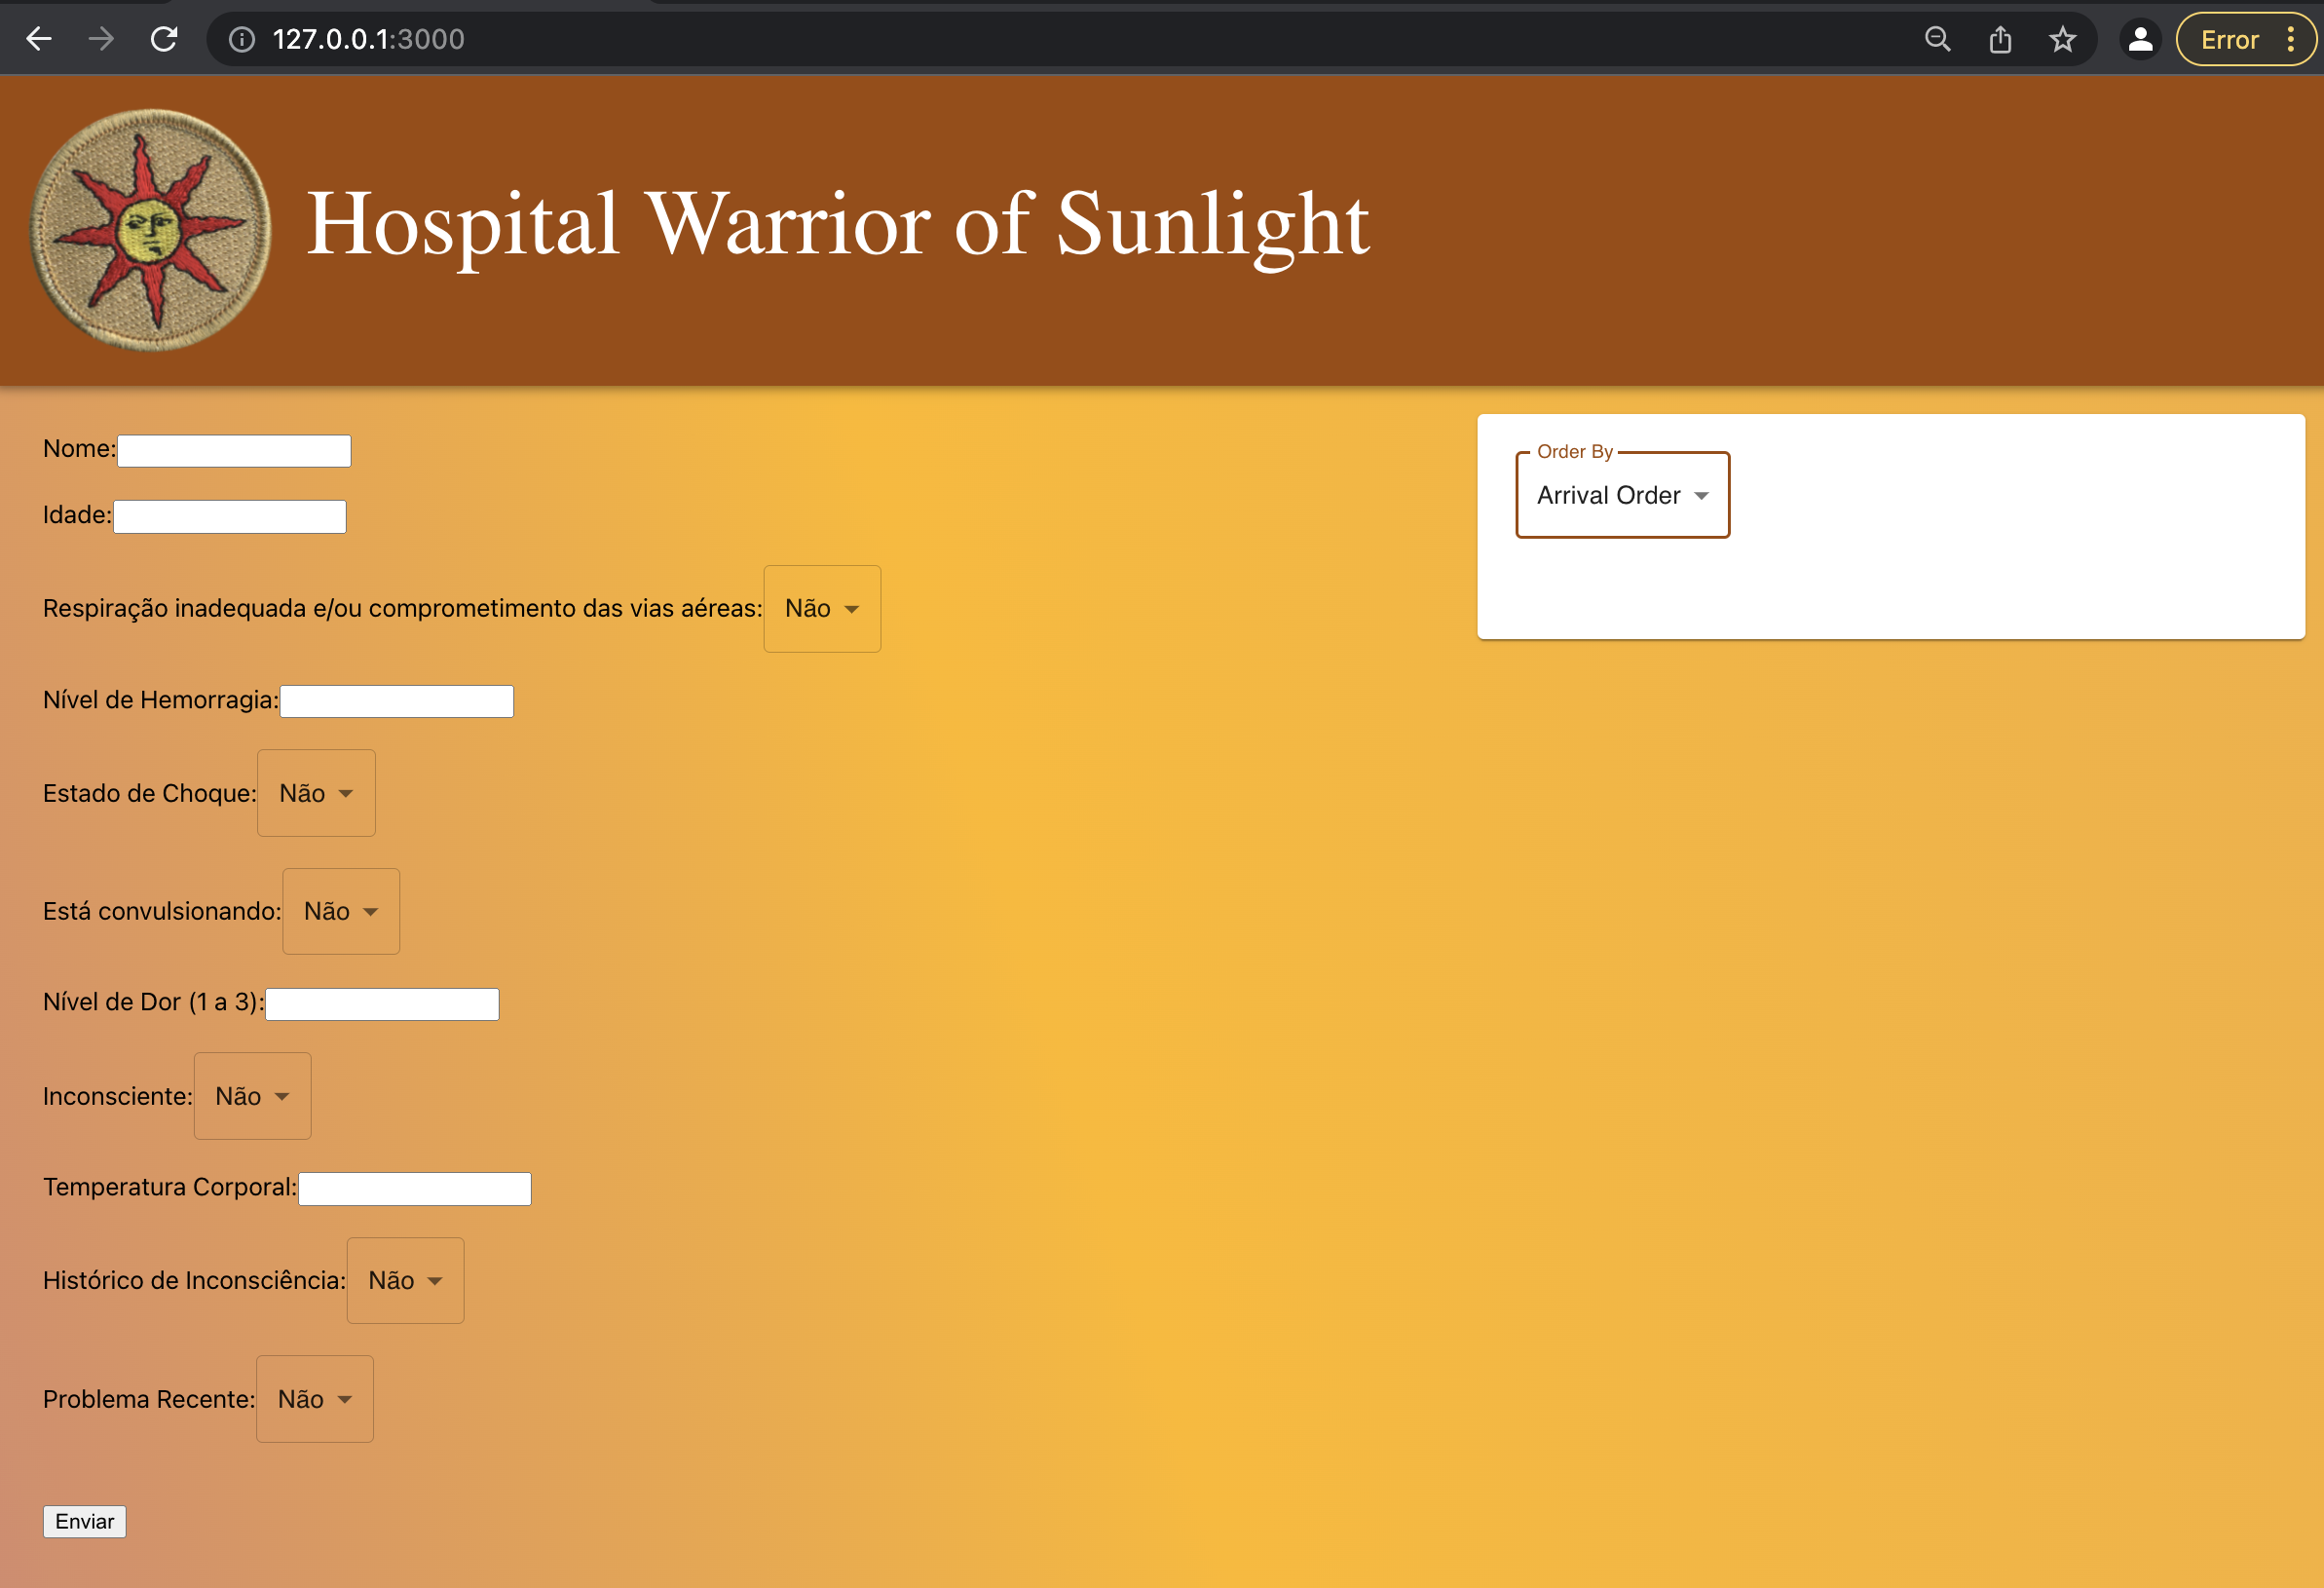 127.0.0.1:3000
Error
Hospital Warrior of Sunlight
Nome:
Idade:
Respiração inadequada e/ou comprometimento das vias aéreas: Não
Nível de Hemorragia:
Estado de Choque: Não
Está convulsionando: Não
Nível de Dor (1 a 3):
Inconsciente: Não
Temperatura Corporal:
Histórico de Inconsciência: Não
Problema Recente: Não
Enviar
Order By
Arrival Order